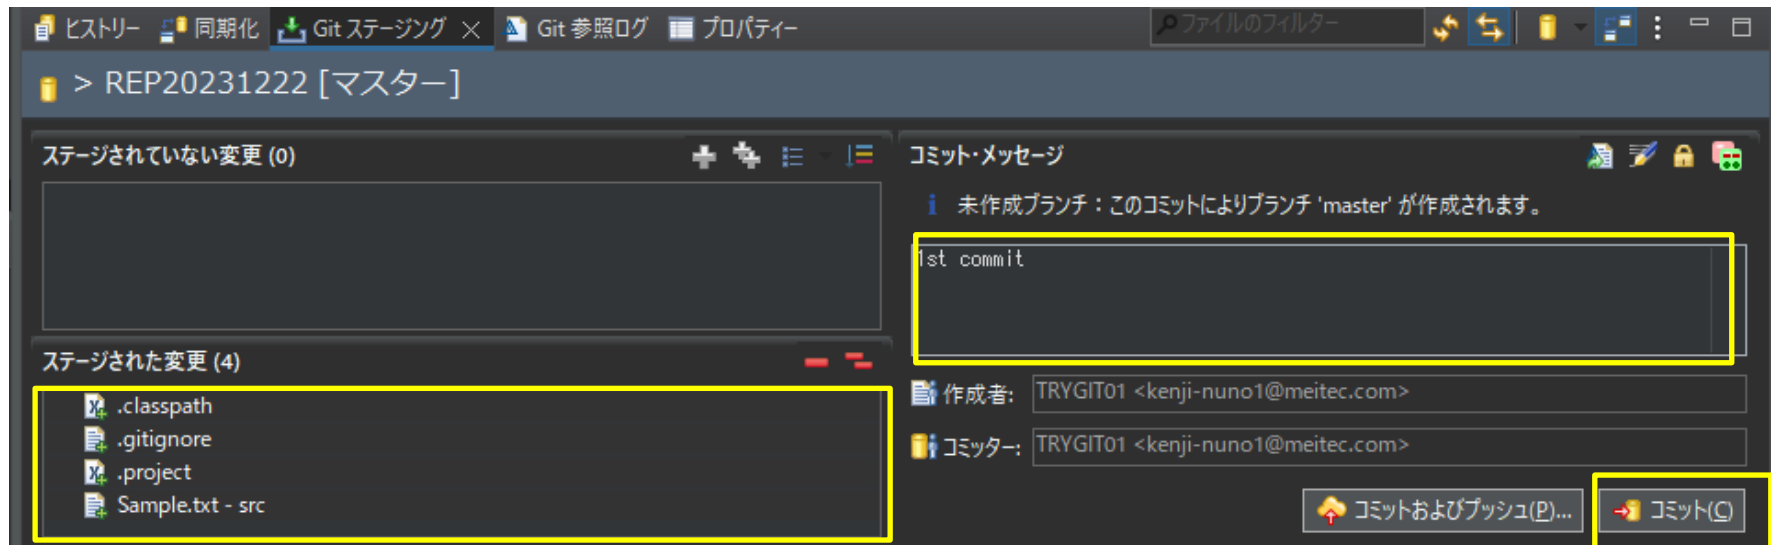 ヒストリー 同期化 Git ステージング Git 参照ログ プロパティー ファイルのフィルター
> REP20231222 [マスター]
ステージされていない変更 (0)
ステージされた変更 (4)
.classpath
.gitignore
.project
Sample.txt - src
コミット・メッセージ
未作成ブランチ：このコミットによりブランチ 'master' が作成されます。
1st commit
作成者: TRYGIT01 <kenji-nuno1@meitec.com>
コミッター: TRYGIT01 <kenji-nuno1@meitec.com>
コミットおよびプッシュ(P)... コミット(C)